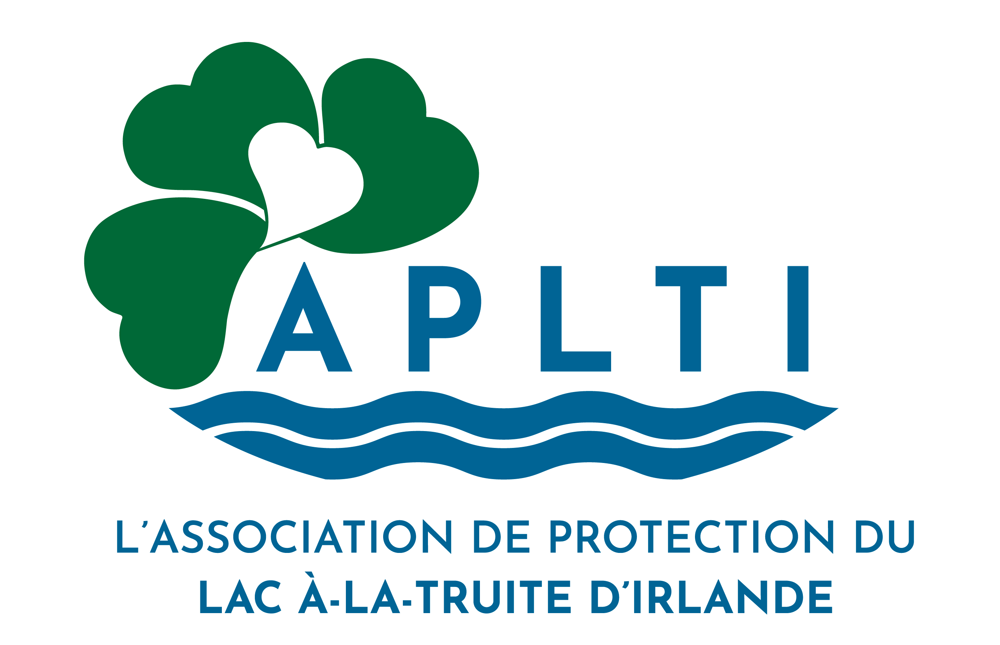 APLTI
L’ASSOCIATION DE PROTECTION DU
LAC À-LA-TRUITE D’IRLANDE